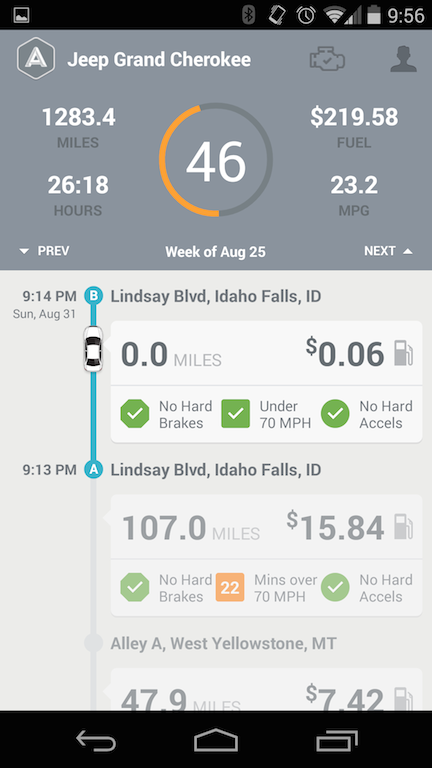 9:56
Jeep Grand Cherokee
1283.4
MILES
$219.58
FUEL
46
26:18
HOURS
23.2
MPG
PREV
Week of Aug 25
NEXT
9:14 PM
B
Lindsay Blvd, Idaho Falls, ID
Sun, Aug 31
0.0 MILES
$0.06
No Hard
Brakes
Under
70 MPH
No Hard
Accels
9:13 PM
A
Lindsay Blvd, Idaho Falls, ID
107.0 MILES
$15.84
No Hard
Brakes
22
Mins over
70 MPH
No Hard
Accels
Alley A, West Yellowstone, MT
47.9 MILES
$7.42